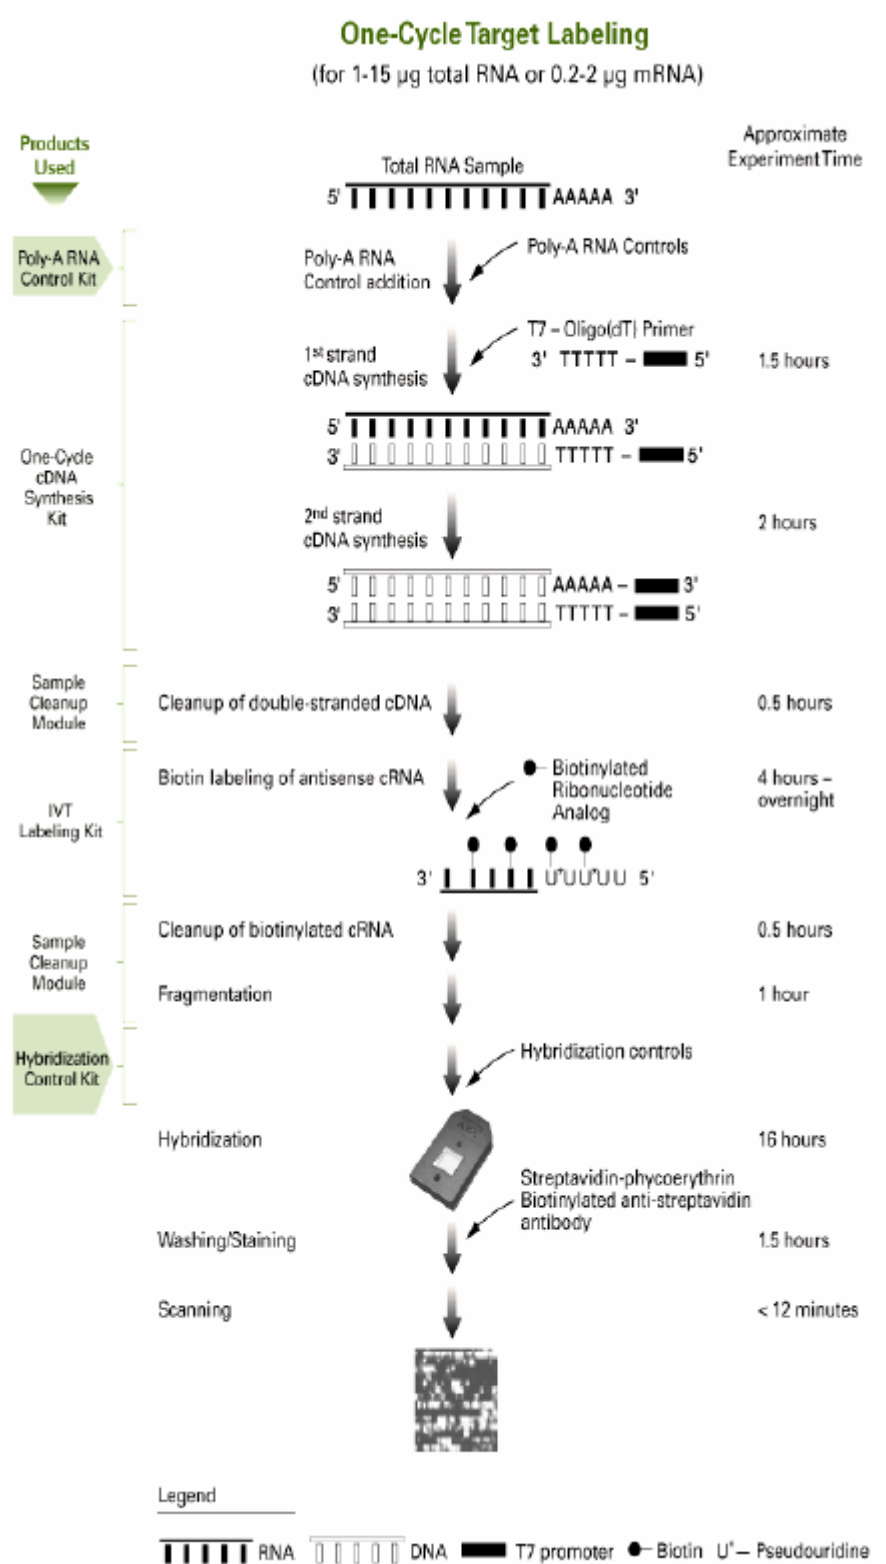 One-Cycle Target Labeling
(for 1-15 µg total RNA or 0.2-2 µg mRNA)
Products
Used
Approximate
Experiment Time
Total RNA Sample
5' AAAAA 3'
Poly-A RNA
Control Kit
Poly-A RNA
Control addition
Poly-A RNA Controls
One-Cycle
cDNA
Synthesis
Kit
1st strand
cDNA synthesis
T7 – Oligo(dT) Primer
3' TTTTT – 5'
1.5 hours
5' AAAAA 3'
3' TTTTT – 5'
2nd strand
cDNA synthesis
2 hours
5' AAAAA – 3'
3' TTTTT – 5'
Sample
Cleanup
Module
Cleanup of double-stranded cDNA
0.5 hours
IVT
Labeling Kit
Biotin labeling of antisense cRNA
Biotinylated
Ribonucleotide
Analog
4 hours –
overnight
3' U*UU*UU 5'
Sample
Cleanup
Module
Cleanup of biotinylated cRNA
0.5 hours
Fragmentation
1 hour
Hybridization
Control Kit
Hybridization controls
Hybridization
16 hours
Streptavidin-phycoerythrin
Biotinylated anti-streptavidin
antibody
Washing/Staining
1.5 hours
Scanning
< 12 minutes
Legend
RNA DNA T7 promoter Biotin U* – Pseudouridine